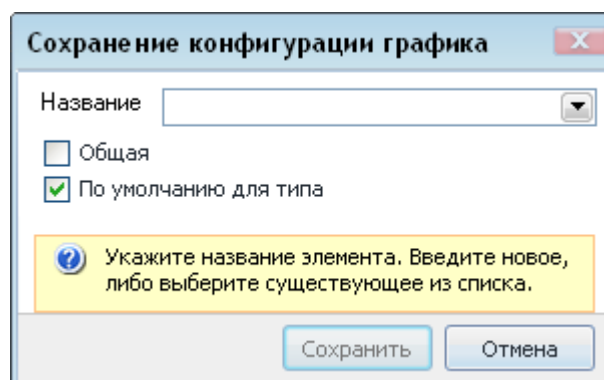 Сохранение конфигурации графика
Название
Общая
По умолчанию для типа
Укажите название элемента. Введите новое,
либо выберите существующее из списка.
Сохранить Отмена